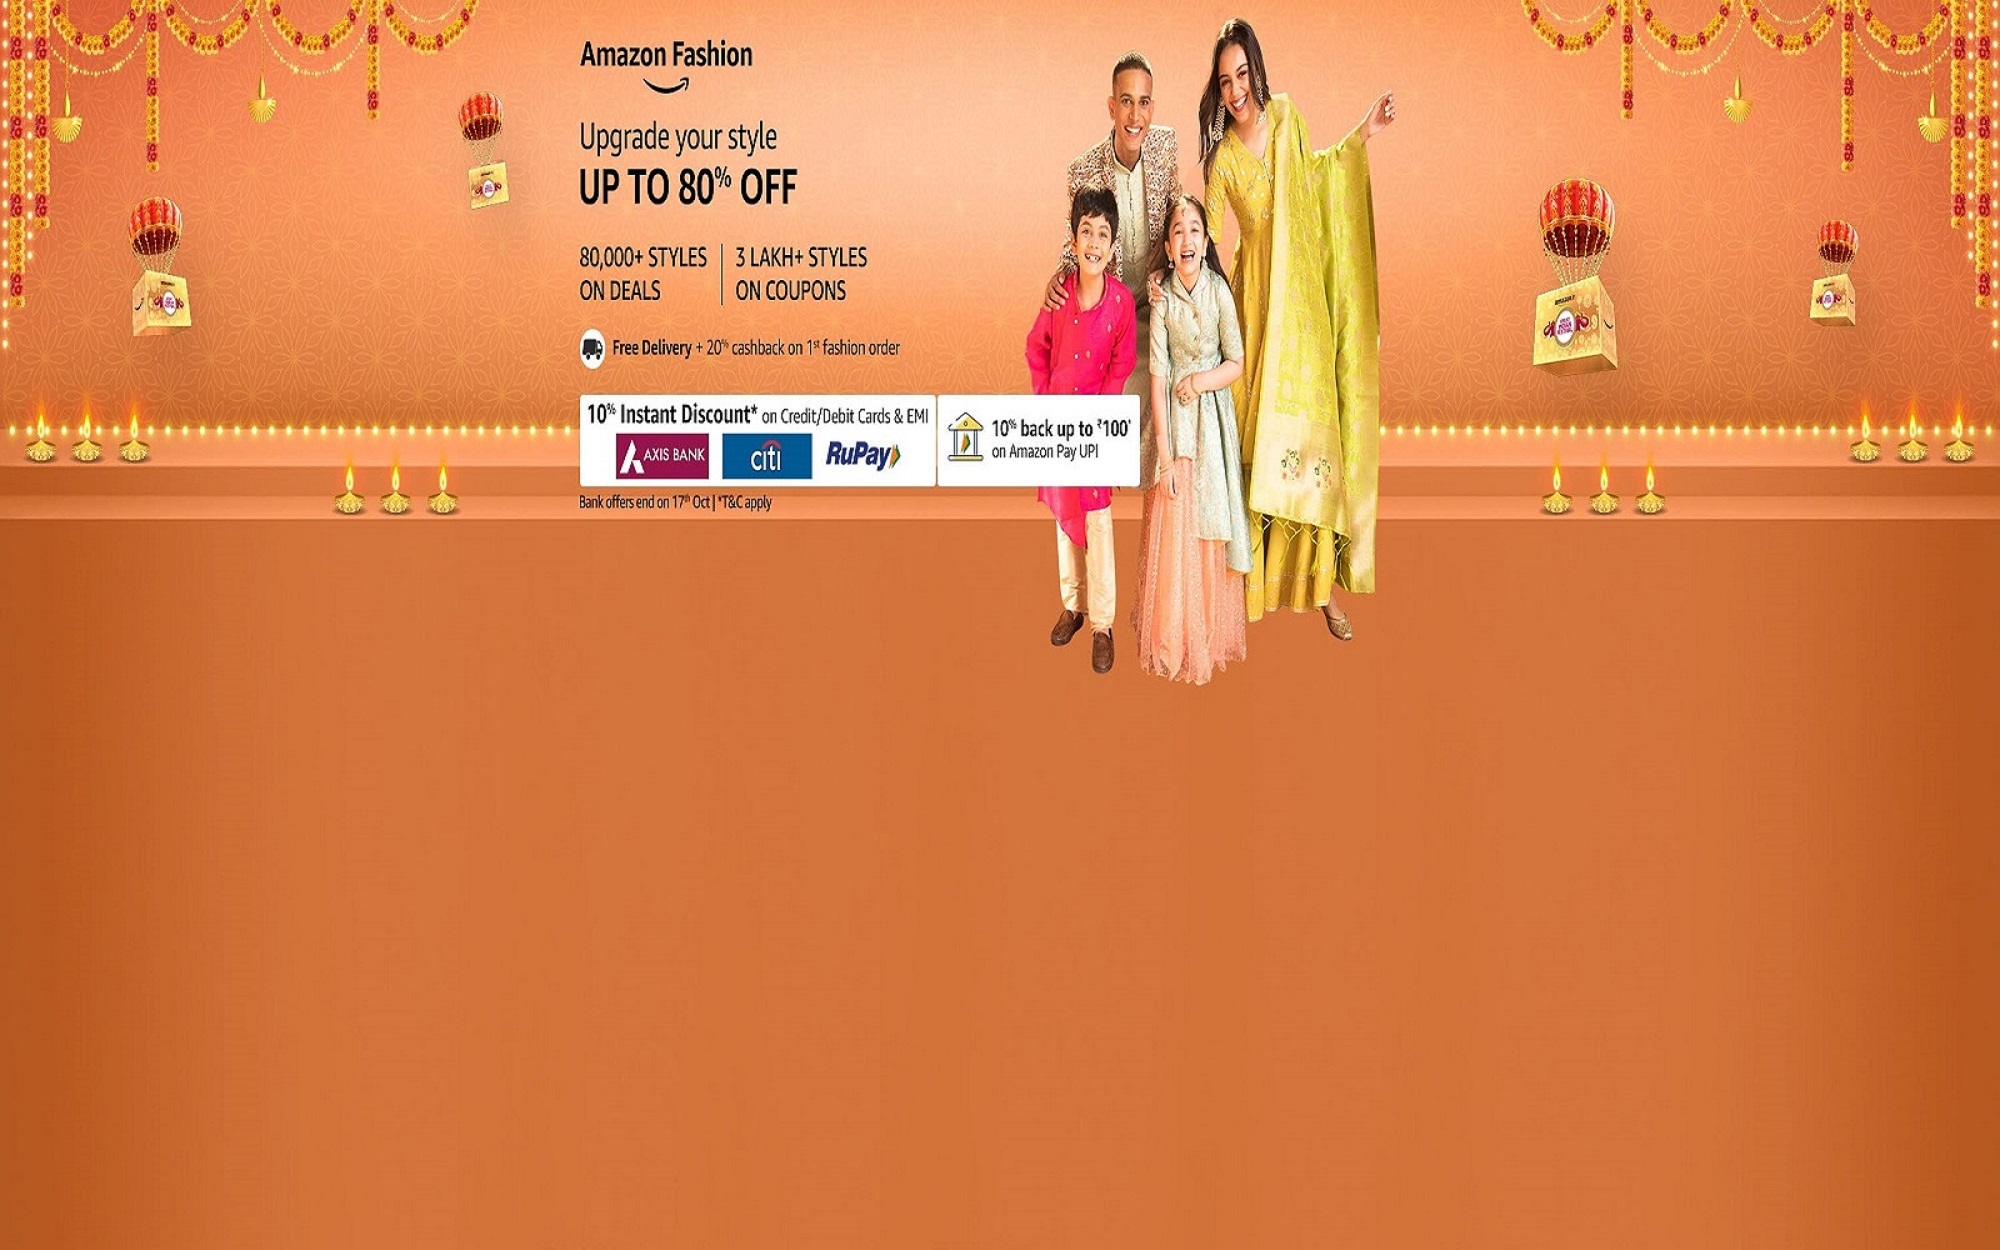 Amazon Fashion
Upgrade your style
UP TO 80% OFF
80,000+ STYLES
ON DEALS
3 LAKH+ STYLES
ON COUPONS
Free Delivery + 20% cashback on 1st fashion order
10% Instant Discount* on Credit/Debit Cards & EMI
AXIS BANK
citi
RuPay
10% back up to ₹100*
on Amazon Pay UPI
Bank offers end on 17th Oct | *T&C apply